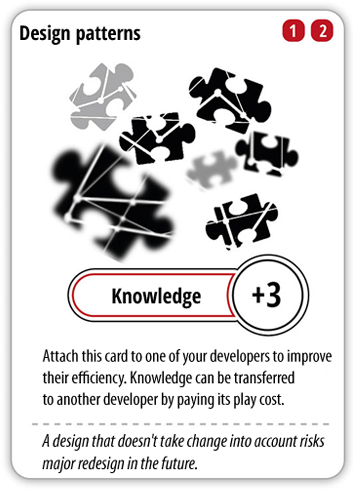 Design patterns 1 2
Knowledge +3
Attach this card to one of your developers to improve
their efficiency. Knowledge can be transferred
to another developer by paying its play cost.
A design that doesn't take change into account risks
major redesign in the future.